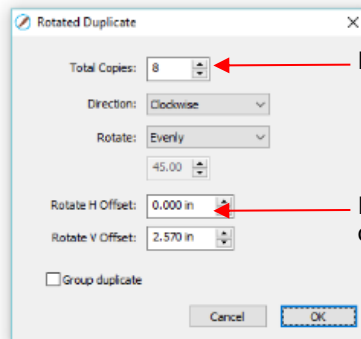 Rotated Duplicate
Total Copies: 8
Direction: Clockwise
Rotate: Evenly
45.00
Rotate H Offset: 0.000 in
Rotate V Offset: 2.570 in
Group duplicate
Cancel OK